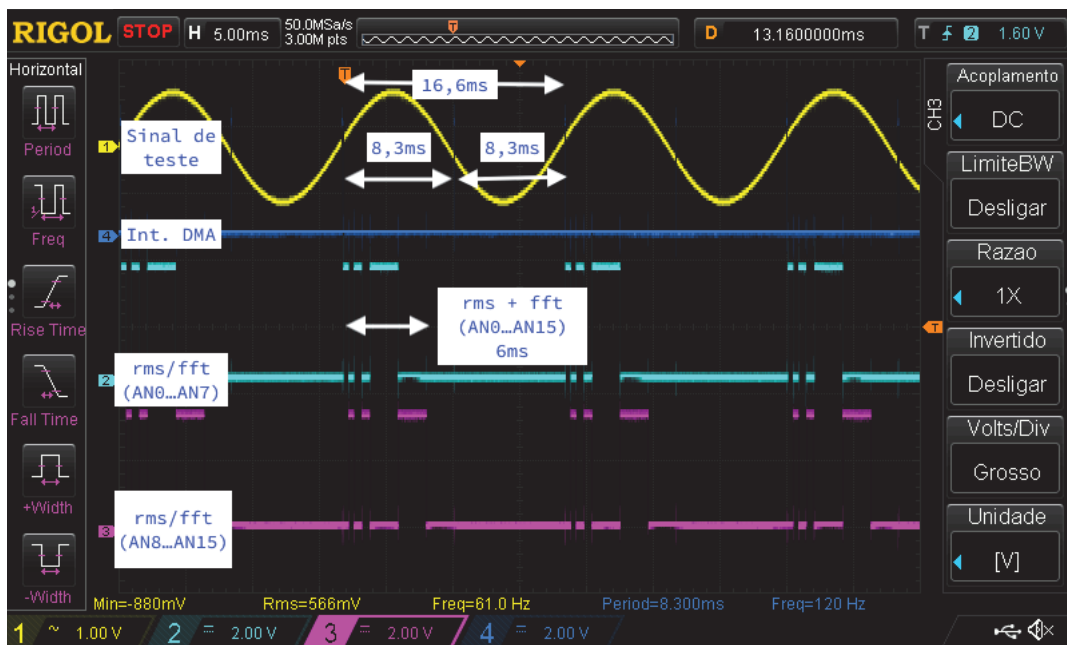 RIGOL STOP H 5.00ms 50.0MSa/s 3.00M pts D 13.1600000ms T 2 1.60 V
Horizontal
Period
Freq
Rise Time
Fall Time
+Width
-Width
T
16,6ms
1
Sinal de
teste
8,3ms
8,3ms
4
Int. DMA
rms + fft
(AN0...AN15)
6ms
T
2
rms/fft
(AN0...AN7)
3
rms/fft
(AN8...AN15)
CH3
Acoplamento
DC
LimiteBW
Desligar
Razao
1X
Invertido
Desligar
Volts/Div
Grosso
Unidade
[V]
Min=-880mV Rms=566mV Freq=61.0 Hz Period=8.300ms Freq=120 Hz
1 ~ 1.00 V 2 = 2.00 V 3 = 2.00 V 4 = 2.00 V